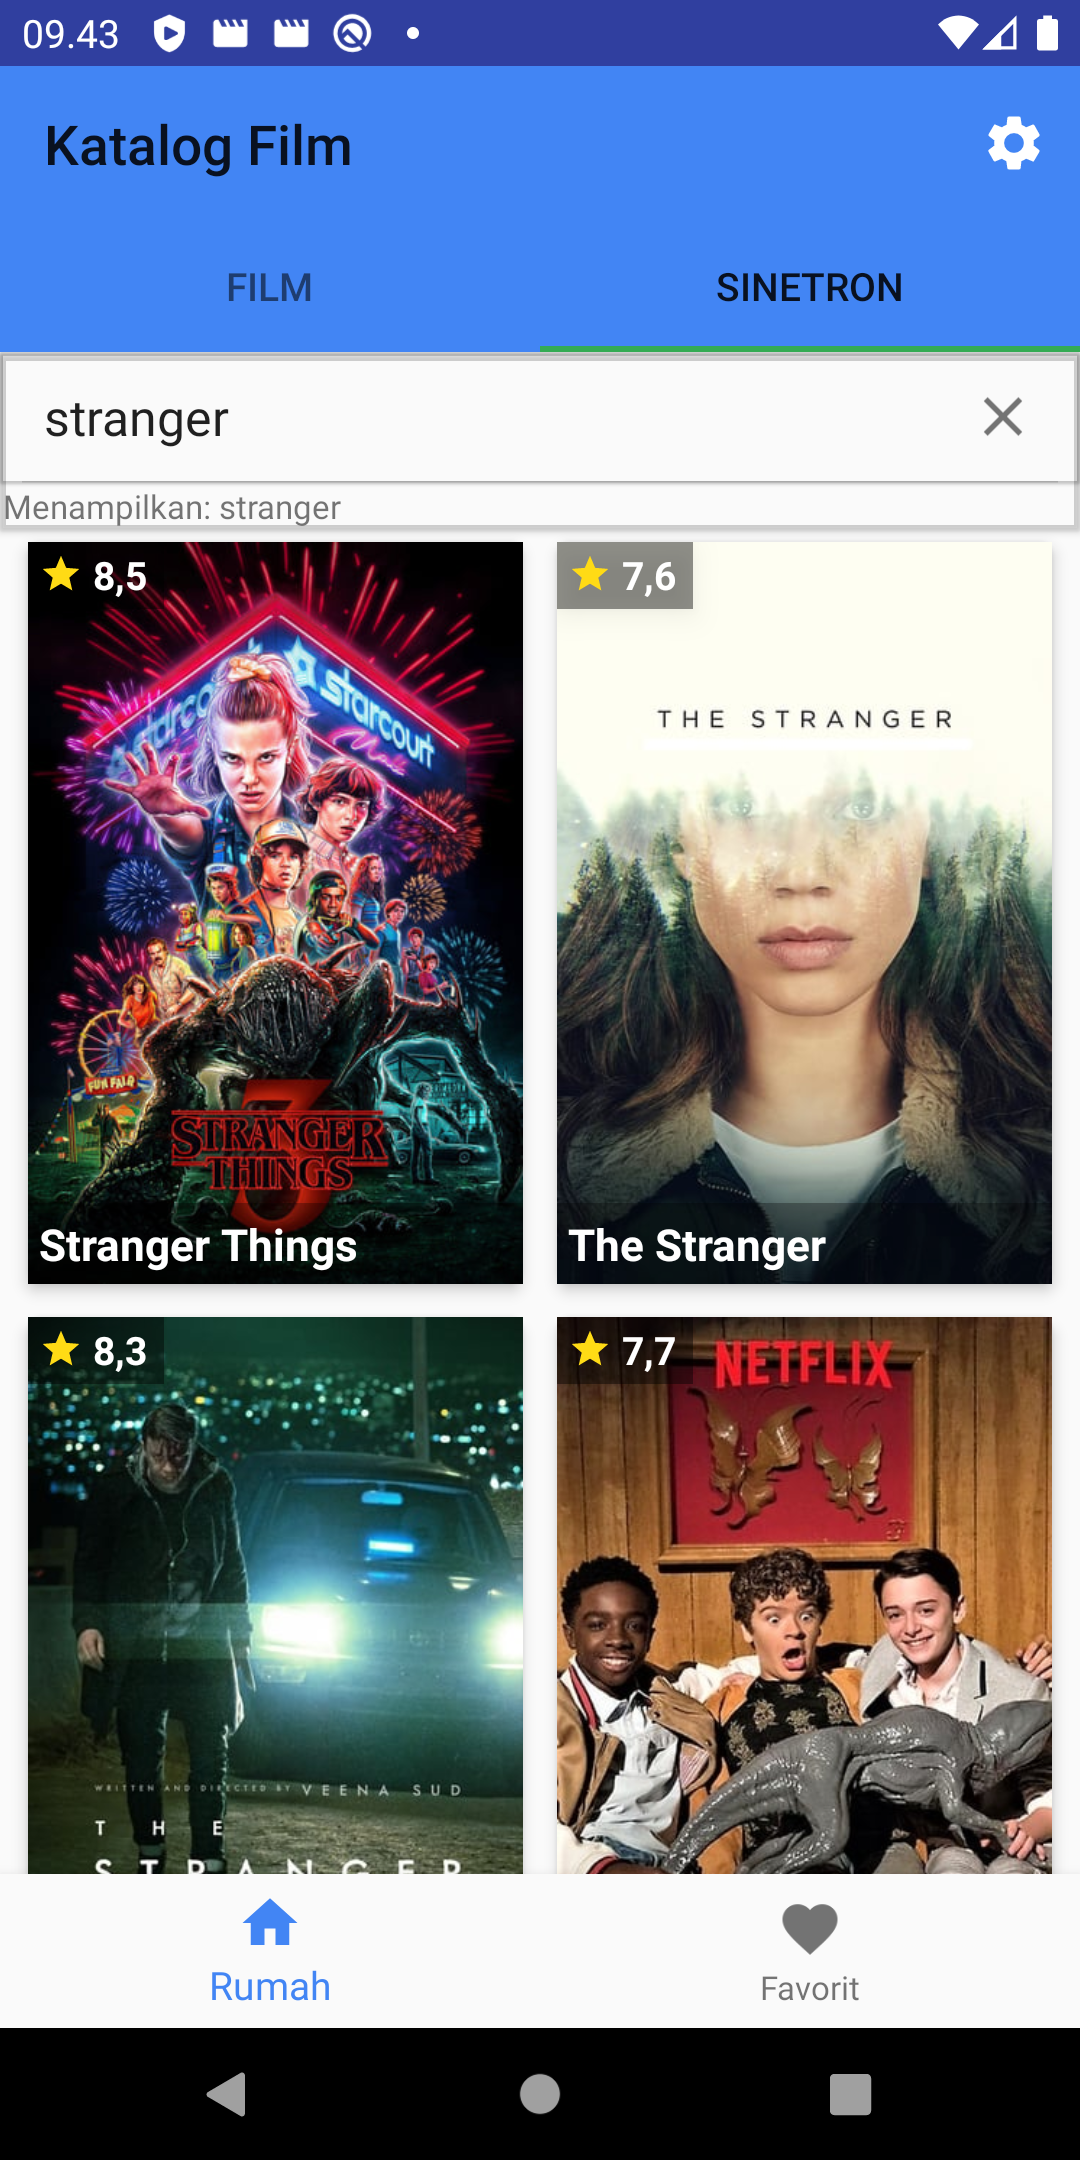 09.43
Katalog Film
FILM
SINETRON
stranger
Menampilkan: stranger
8,5
starcourt
FUN FAIR
3
STRANGER
THINGS
Stranger Things
7,6
THE STRANGER
The Stranger
8,3
WRITTEN AND DIRECTED BY VEENA SUD
THE
STRANGER
7,7
NETFLIX
Rumah
Favorit